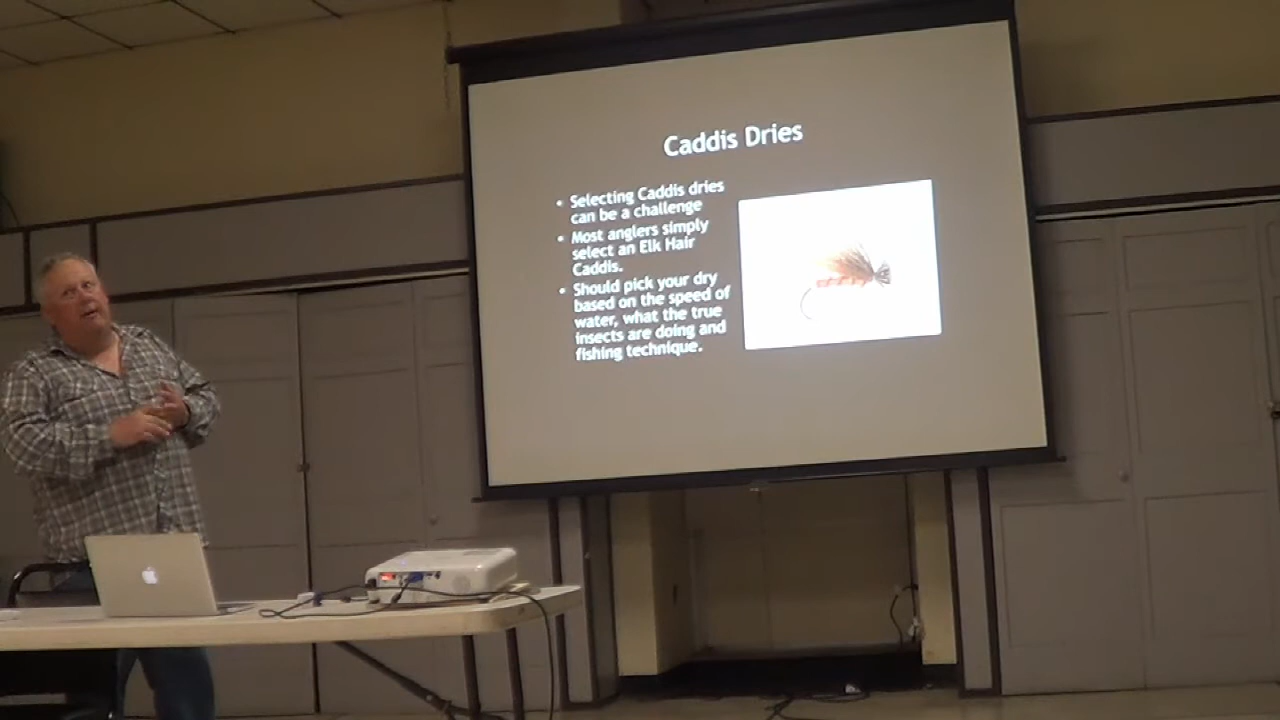 Caddis Dries
• Selecting Caddis dries
can be a challenge
• Most anglers simply
select an Elk Hair
Caddis.
• Should pick your dry
based on the speed of
water, what the true
insects are doing and
fishing technique.